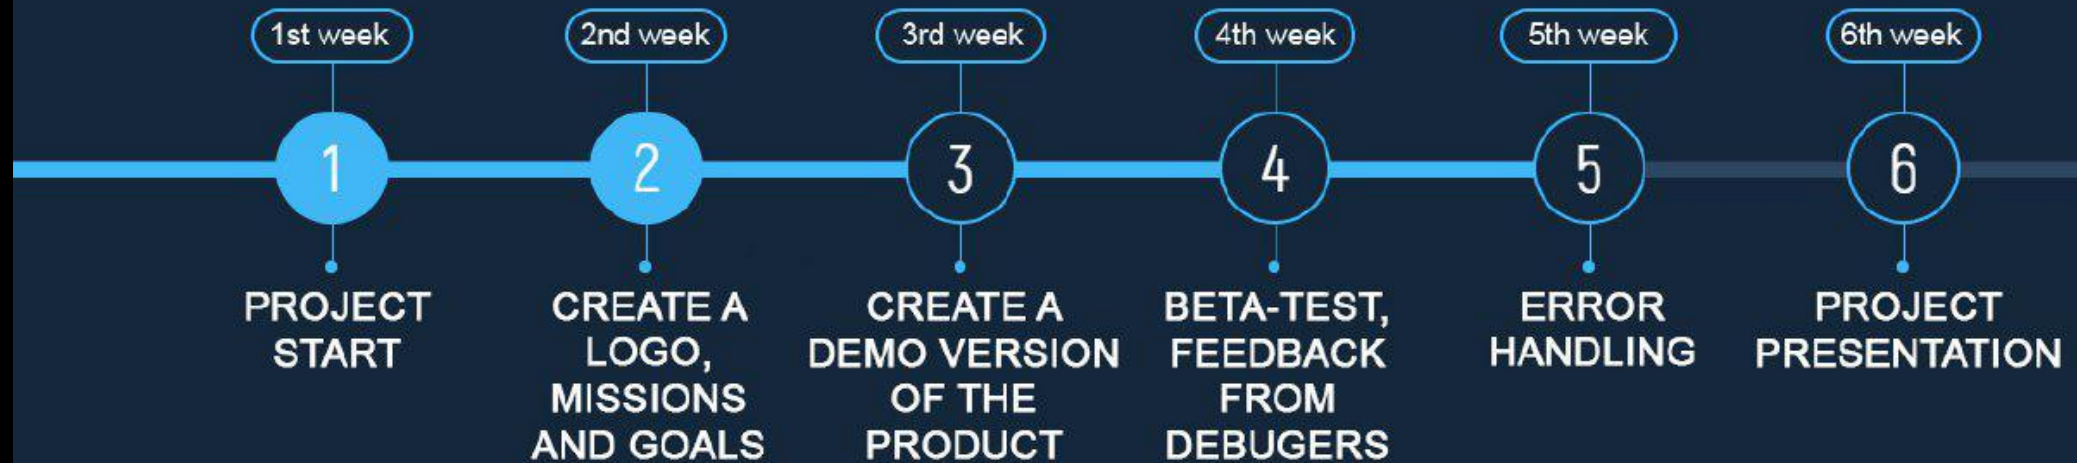 1st week
1
PROJECT
START
2nd week
2
CREATE A
LOGO,
MISSIONS
AND GOALS
3rd week
3
CREATE A
DEMO VERSION
OF THE
PRODUCT
4th week
4
BETA-TEST,
FEEDBACK
FROM
DEBUGERS
5th week
5
ERROR
HANDLING
6th week
6
PROJECT
PRESENTATION